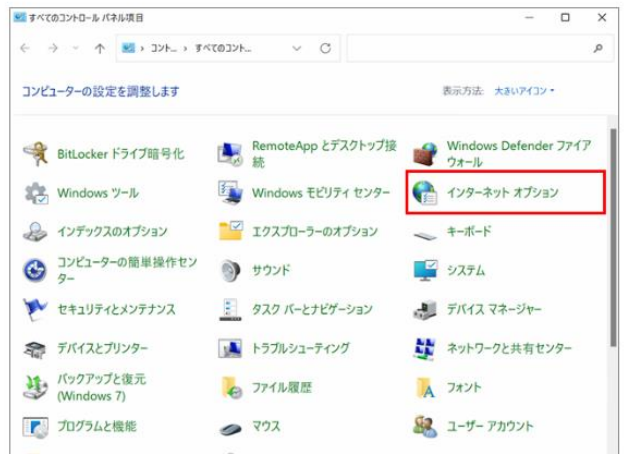 すべてのコントロール パネル項目
コント... › すべてのコント...
コンピューターの設定を調整します
表示方法: 大きいアイコン
BitLocker ドライブ暗号化
RemoteApp とデスクトップ接
続
Windows Defender ファイア
ウォール
Windows ツール
Windows モビリティ センター
インターネット オプション
インデックスのオプション
エクスプローラーのオプション
キーボード
コンピューターの簡単操作セン
ター
サウンド
システム
セキュリティとメンテナンス
タスク バーとナビゲーション
デバイス マネージャー
デバイスとプリンター
トラブルシューティング
ネットワークと共有センター
バックアップと復元
(Windows 7)
ファイル履歴
フォント
プログラムと機能
マウス
ユーザー アカウント